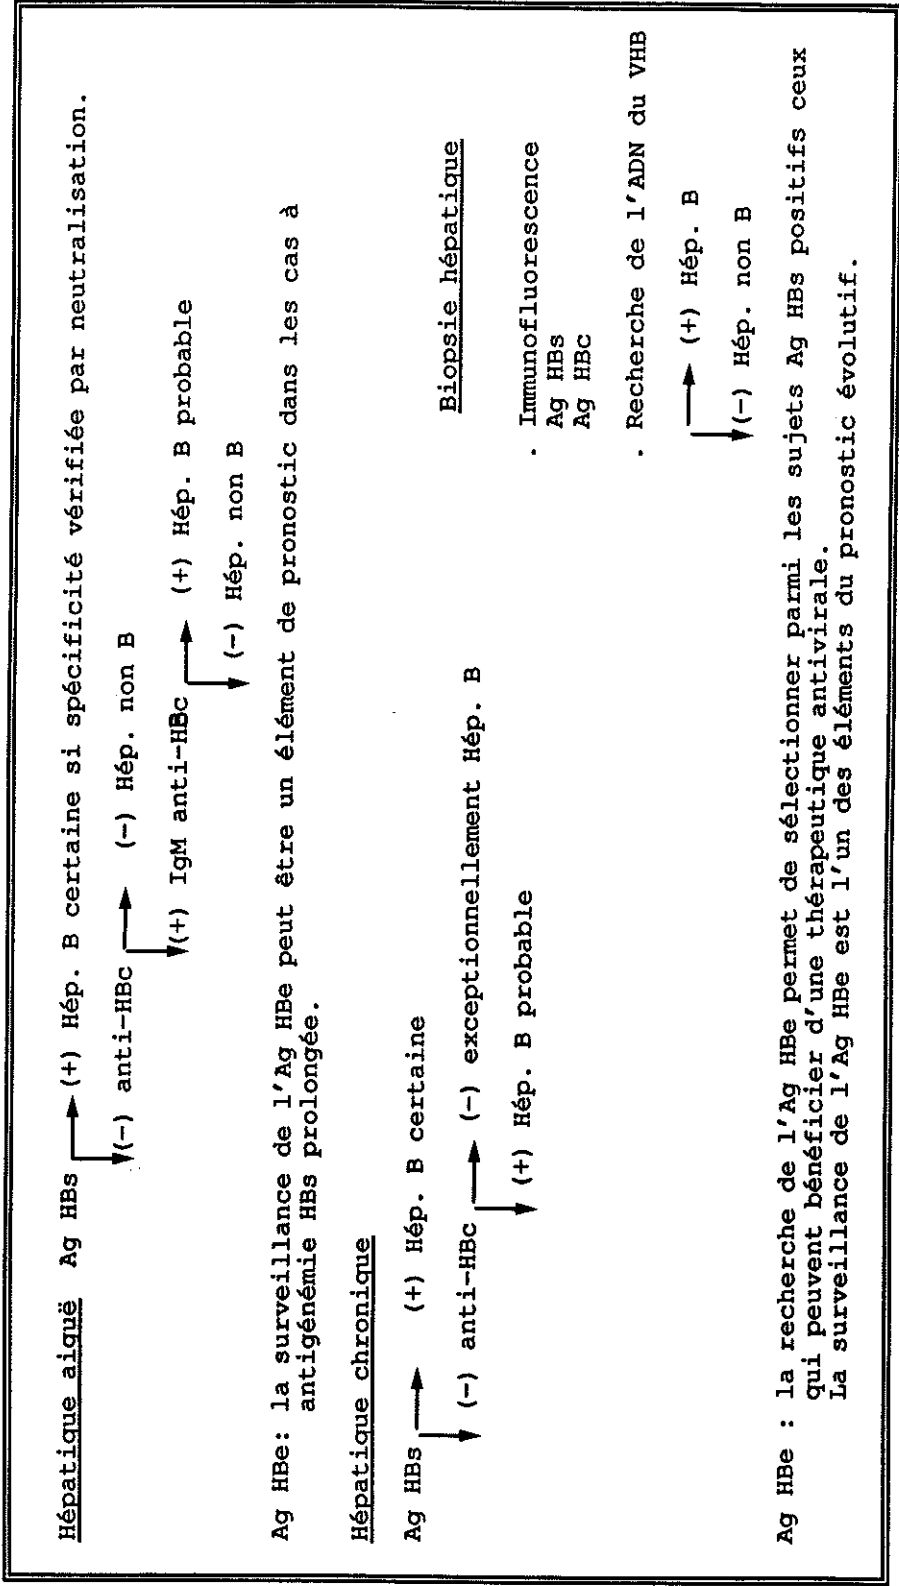 Hépatique aiquë Ag HBs (+) Hép. B certaine si spécificité vérifiée par neutralisation.
(-) anti-HBc (-) Hép. non B
(+) IgM anti-HBc (+) Hép. B probable
(-) Hép. non B
Ag HBe: la surveillance de l'Ag HBe peut être un élément de pronostic dans les cas à
antigénémie HBs prolongée.
Hépatique chronique
Ag HBs (+) Hép. B certaine
(-) anti-HBc (-) exceptionnellement Hép. B
(+) Hép. B probable
Biopsie hépatique
. Immunofluorescence
Ag HBs
Ag HBC
. Recherche de l'ADN du VHB
(+) Hép. B
(-) Hép. non B
Ag HBe : la recherche de l'Ag HBE permet de sélectionner parmi les sujets Ag HBs positifs ceux
qui peuvent bénéficier d'une thérapeutique antivirale.
La surveillance de l'Ag HBe est l'un des éléments du pronostic évolutif.